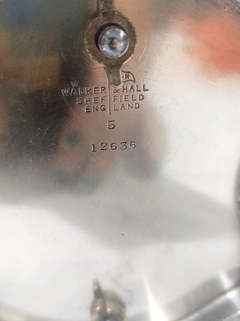 WALKER & HALL
SHEFFIELD
ENGLAND
5
12636